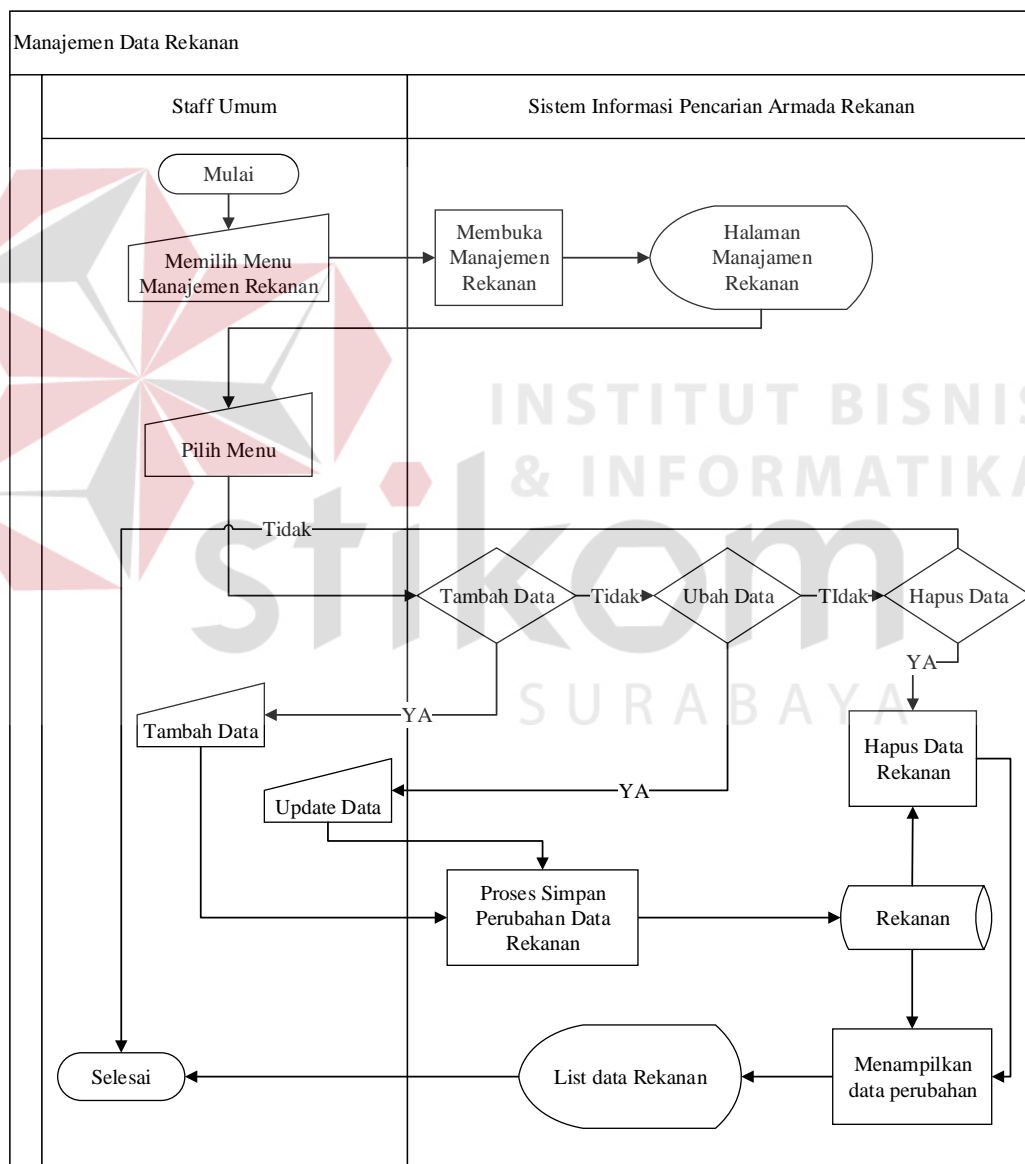 Manajemen Data Rekanan
Staff Umum
Sistem Informasi Pencarian Armada Rekanan
Mulai
Memilih Menu
Manajemen Rekanan
Membuka
Manajemen
Rekanan
Halaman
Manajamen
Rekanan
INSTITUT BISNIS
& INFORMATIKA
stikom
SURABAYA
Pilih Menu
Tidak
Tambah Data
Tidak
Ubah Data
TIdak
Hapus Data
YA
Tambah Data
YA
Hapus Data
Rekanan
Update Data
YA
Proses Simpan
Perubahan Data
Rekanan
Rekanan
Selesai
List data Rekanan
Menampilkan
data perubahan